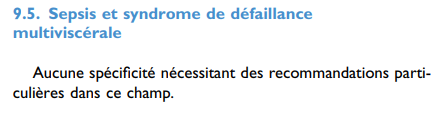 9.5. Sepsis et syndrome de défaillance
multiviscérale
Aucune spécificité nécessitant des recommandations parti-
culières dans ce champ.